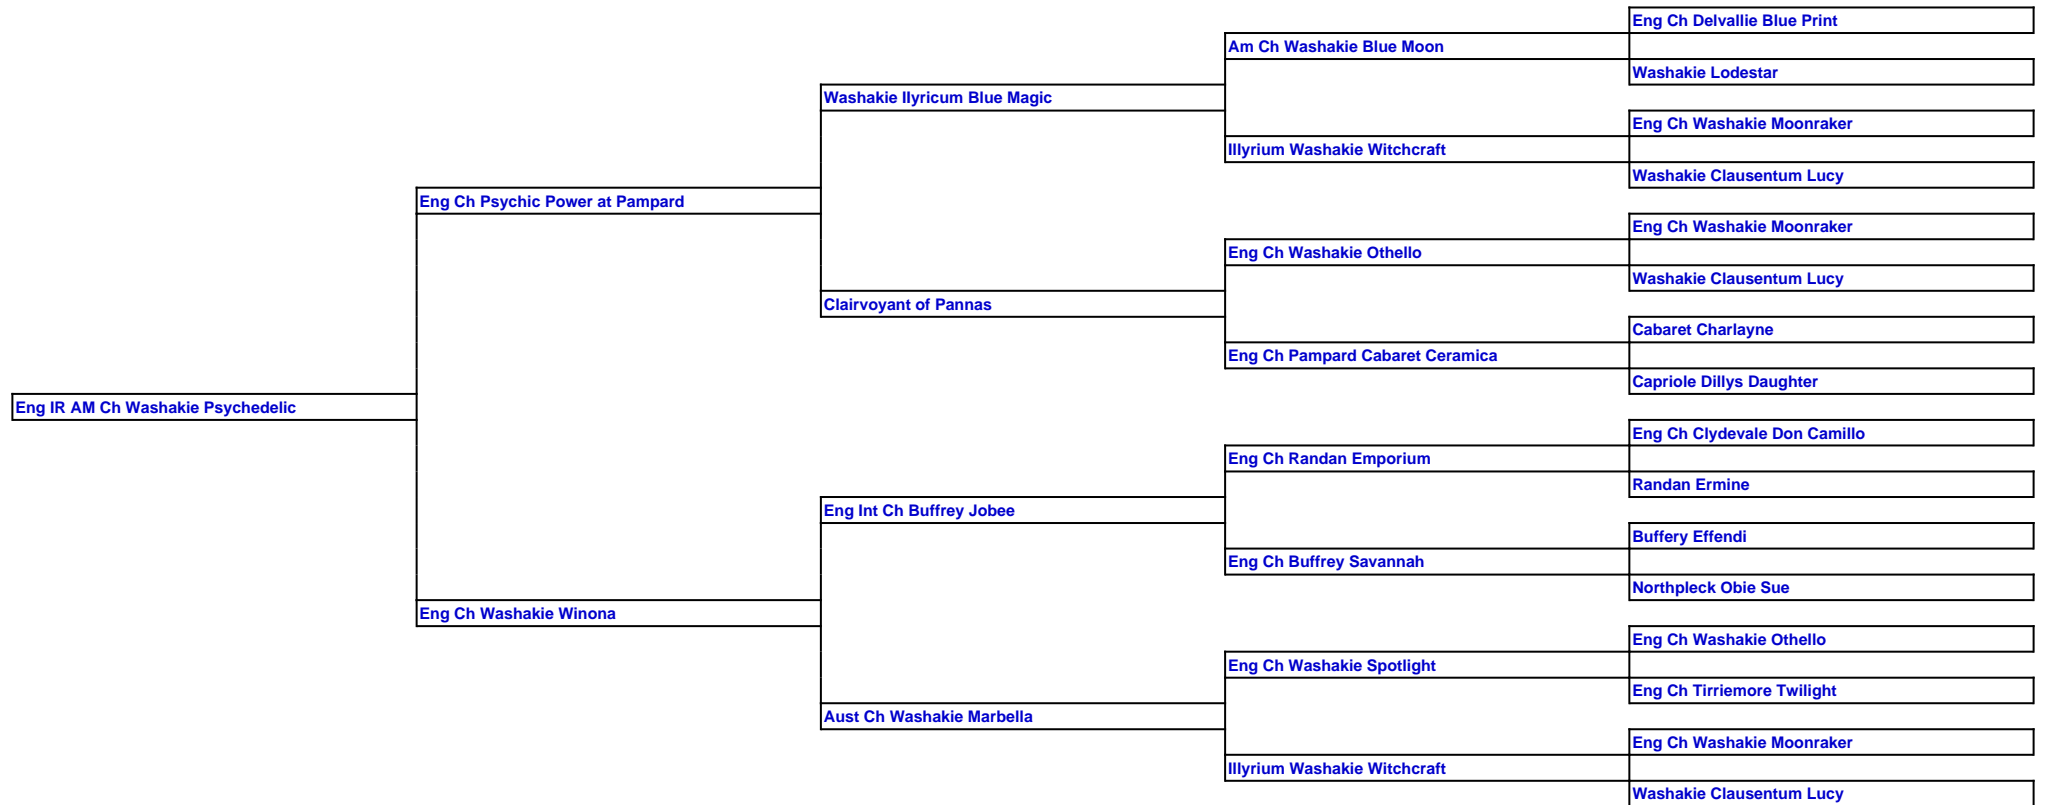 Eng Ch Delvallie Blue Print
Am Ch Washakie Blue Moon
Washakie Lodestar
Washakie Ilyricum Blue Magic
Eng Ch Washakie Moonraker
Illyrium Washakie Witchcraft
Washakie Clausentum Lucy
Eng Ch Psychic Power at Pampard
Eng Ch Washakie Moonraker
Eng Ch Washakie Othello
Washakie Clausentum Lucy
Clairvoyant of Pannas
Cabaret Charlayne
Eng Ch Pampard Cabaret Ceramica
Capriole Dillys Daughter
Eng IR AM Ch Washakie Psychedelic
Eng Ch Clydevale Don Camillo
Eng Ch Randan Emporium
Randan Ermine
Eng Int Ch Buffrey Jobee
Buffery Effendi
Eng Ch Buffrey Savannah
Northpleck Obie Sue
Eng Ch Washakie Winona
Eng Ch Washakie Othello
Eng Ch Washakie Spotlight
Eng Ch Tirriemore Twilight
Aust Ch Washakie Marbella
Eng Ch Washakie Moonraker
Illyrium Washakie Witchcraft
Washakie Clausentum Lucy